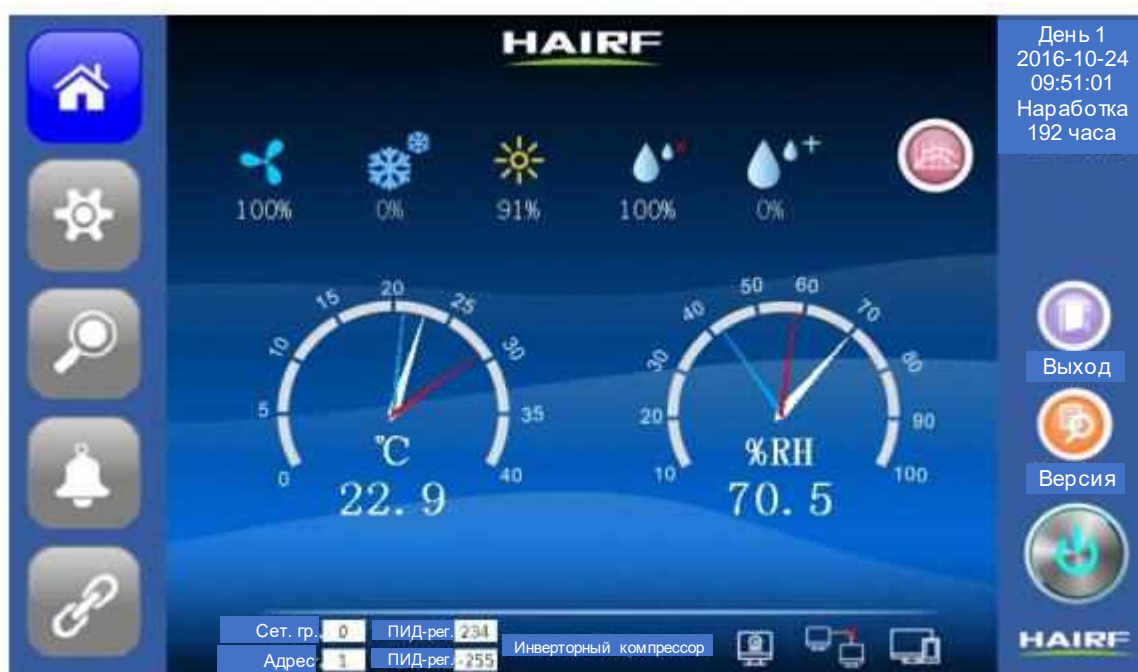 HAIRF
День 1
2016-10-24
09:51:01
Наработка
192 часа
100%
0%
91%
100%
0%
0
5
10
15
20
25
30
35
40
℃
22.9
10
20
30
40
50
60
70
80
90
100
%RH
70.5
Выход
Версия
Сет. гр. 0 ПИД-рег. 234
Адрес 1 ПИД-рег. -255
Инверторный компрессор
HAIRF